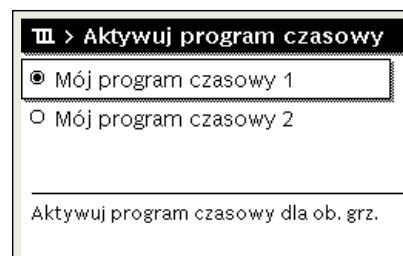 > Aktywuj program czasowy
Mój program czasowy 1
Mój program czasowy 2
Aktywuj program czasowy dla ob. grz.